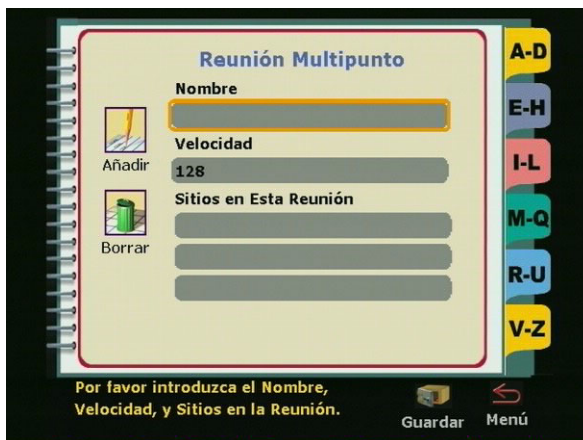 Reunión Multipunto
Nombre
Añadir
Velocidad
128
Sitios en Esta Reunión
Borrar
A-D
E-H
I-L
M-Q
R-U
V-Z
Por favor introduzca el Nombre,
Velocidad, y Sitios en la Reunión.
Guardar
Menú